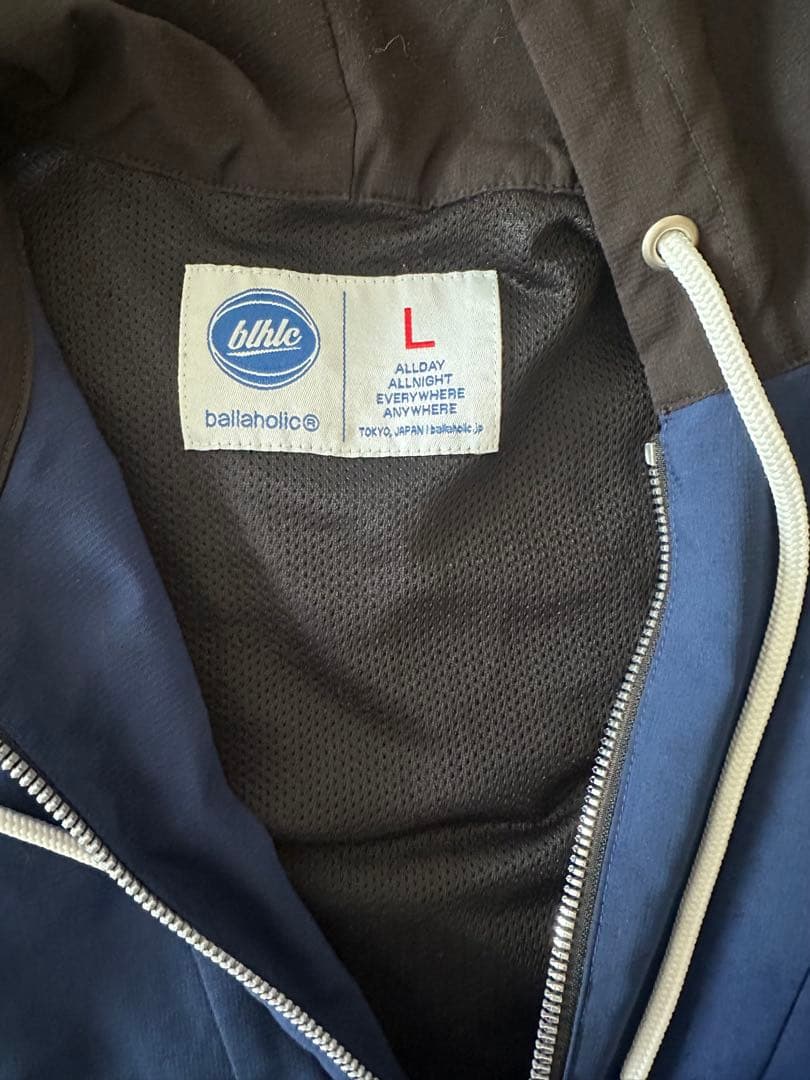 blhlc
ballaholic®
L
ALLDAY
ALLNIGHT
EVERYWHERE
ANYWHERE
TOKYO, JAPAN / ballaholic.jp